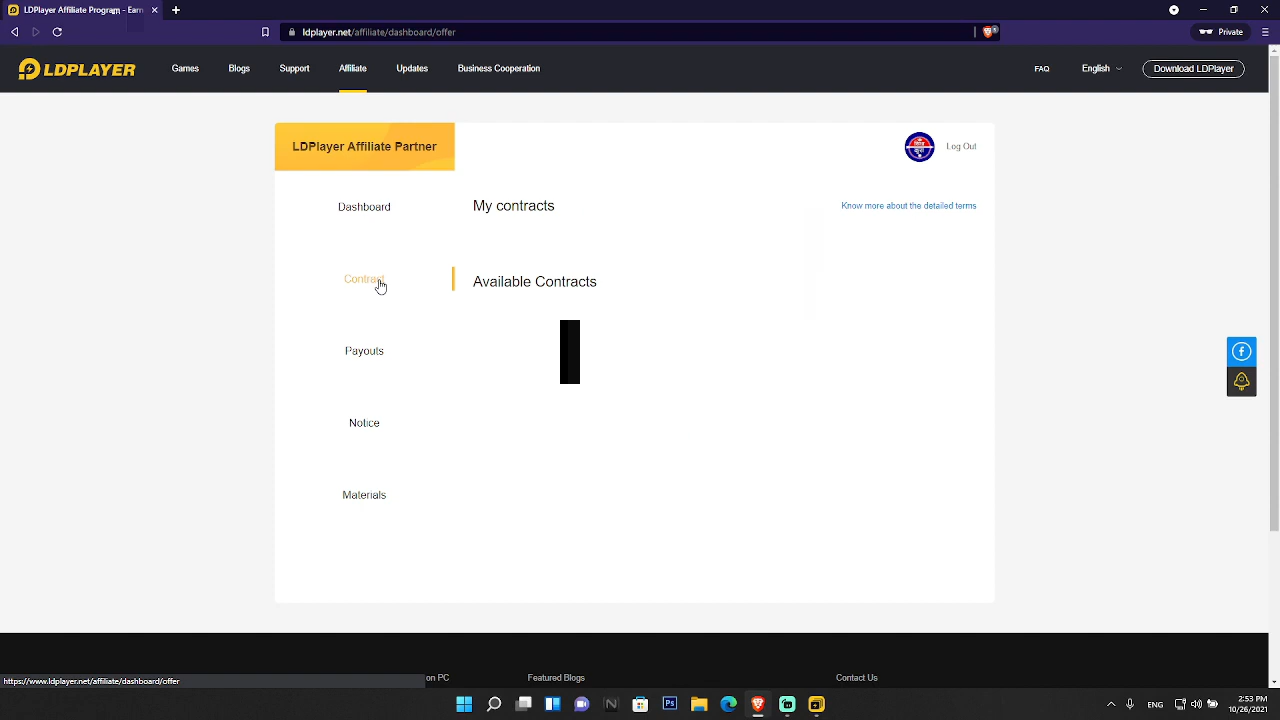 LDPlayer Affiliate Program - Earn
ldplayer.net/affiliate/dashboard/offer
Private
LDPLAYER
Games
Blogs
Support
Affiliate
Updates
Business Cooperation
FAQ
English
Download LDPlayer
LDPlayer Affiliate Partner
Log Out
Dashboard
My contracts
Know more about the detailed terms
Contract
Available Contracts
Payouts
Notice
Materials
on PC
Featured Blogs
Contact Us
https://www.ldplayer.net/affiliate/dashboard/offer
N
Ps
ENG
2:53 PM
10/26/2021